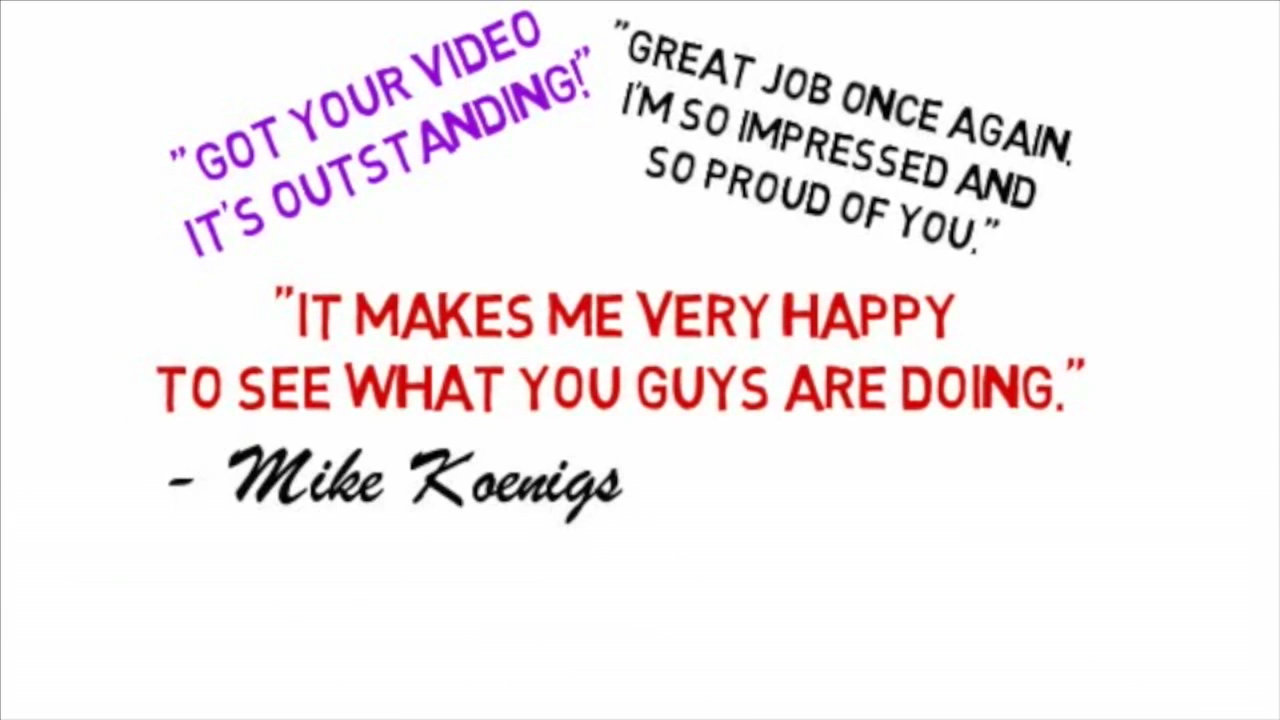 "GOT YOUR VIDEO
IT'S OUTSTANDING!"
"GREAT JOB ONCE AGAIN.
I'M SO IMPRESSED AND
SO PROUD OF YOU."
"IT MAKES ME VERY HAPPY
TO SEE WHAT YOU GUYS ARE DOING."
- Mike Koenigs